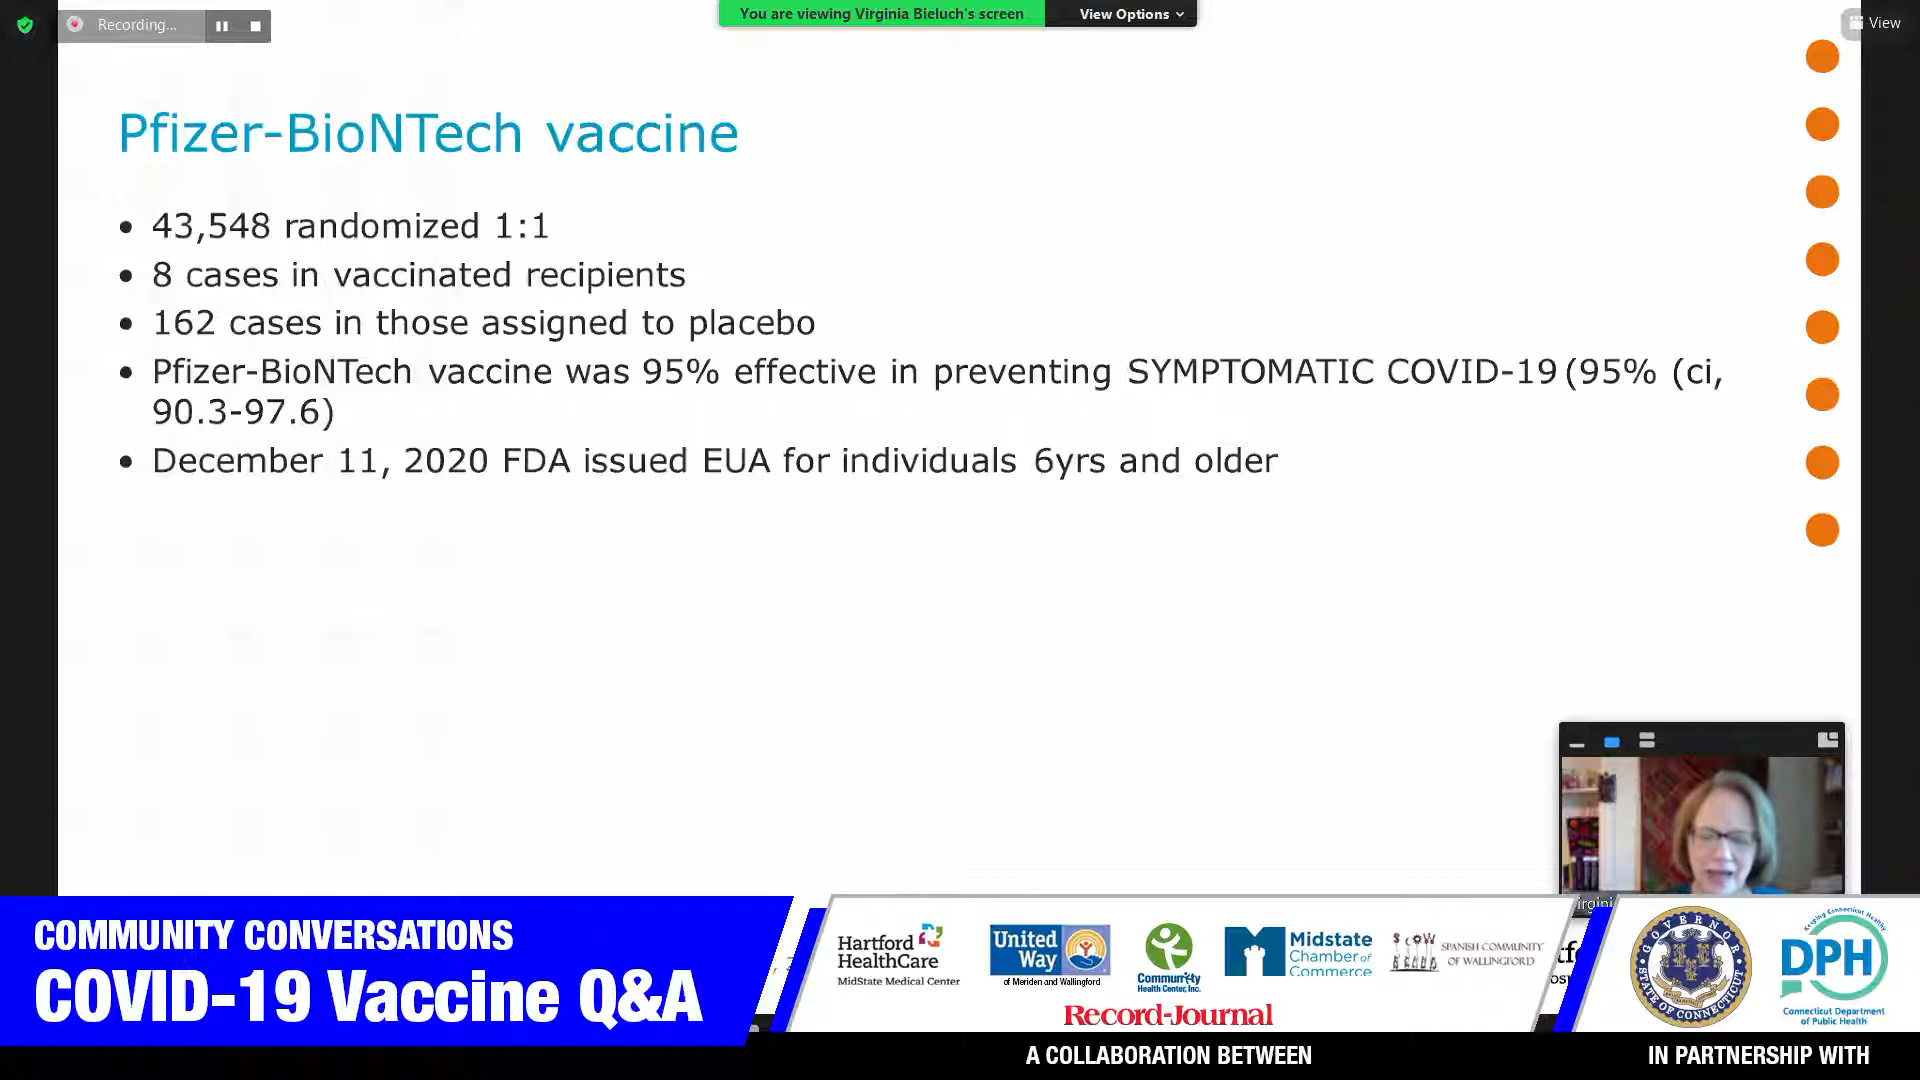 Recording...
You are viewing Virginia Bieluch's screen
View Options
View
Pfizer-BioNTech vaccine
• 43,548 randomized 1:1
• 8 cases in vaccinated recipients
• 162 cases in those assigned to placebo
• Pfizer-BioNTech vaccine was 95% effective in preventing SYMPTOMATIC COVID-19 (95% (ci,
90.3-97.6)
• December 11, 2020 FDA issued EUA for individuals 6yrs and older
COMMUNITY CONVERSATIONS
COVID-19 Vaccine Q&A
Hartford
HealthCare
MidState Medical Center
United
Way
of Meriden and Wallingford
Community
Health Center, Inc.
Midstate
Chamber of
Commerce
SCOW
SPANISH COMMUNITY
OF WALLINGFORD
Record-Journal
A COLLABORATION BETWEEN
GOVERNOR
STATE OF CONNECTICUT
Keeping Connecticut Healthy
DPH
Connecticut Department
of Public Health
IN PARTNERSHIP WITH